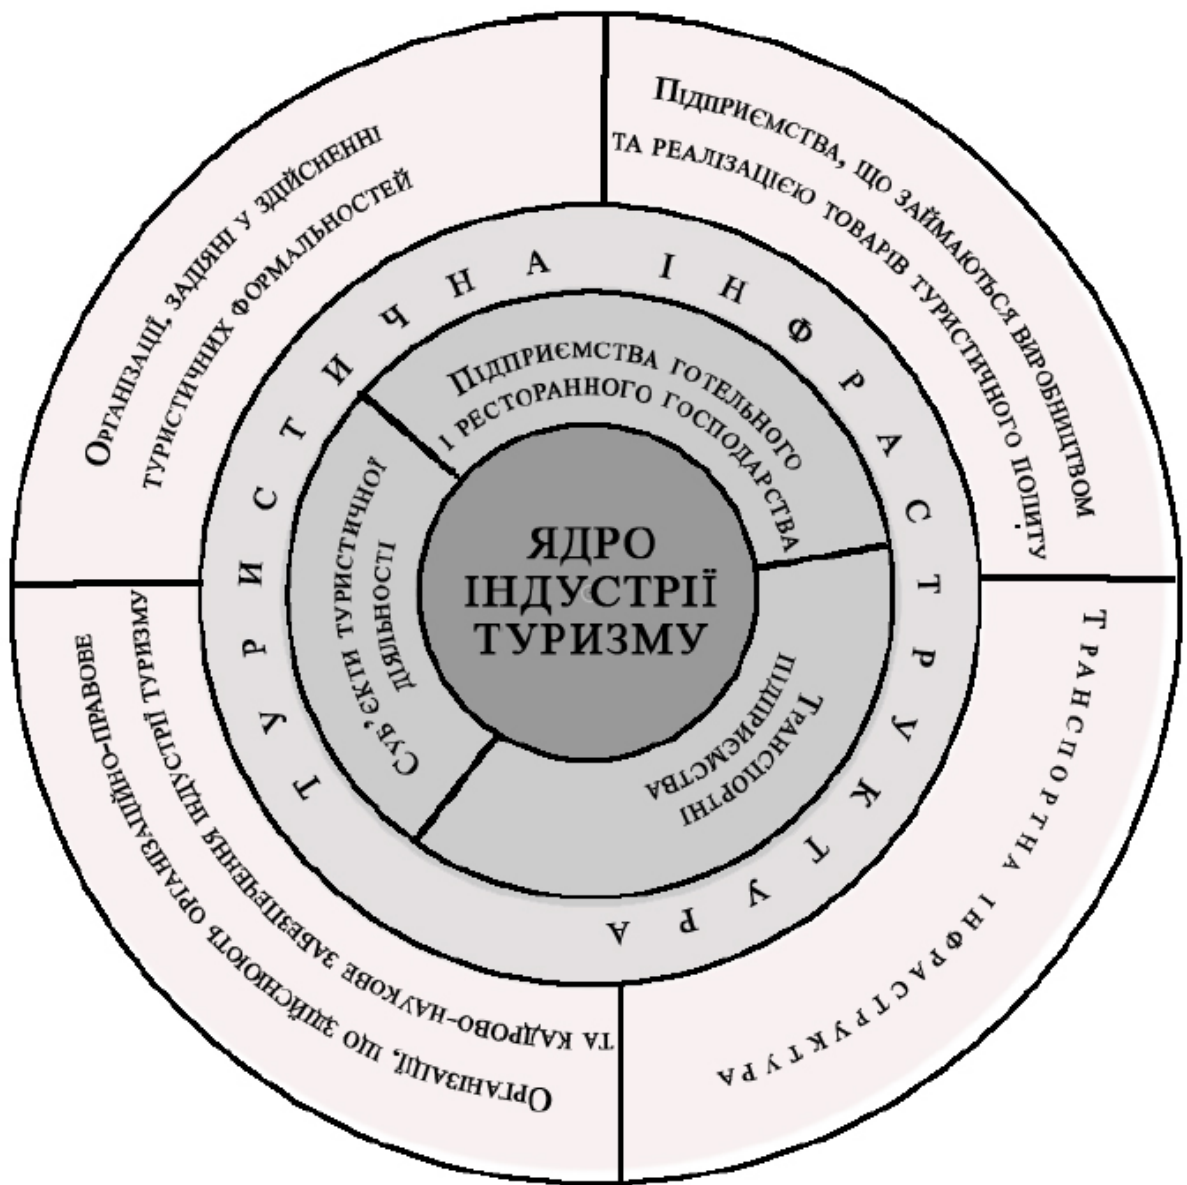 ЯДРО
ІНДУСТРІЇ
ТУРИЗМУ
Підприємства готельного
і ресторанного господарства
Транспортні
підприємства
Суб'єкти туристичної
діяльності
ТУРИСТИЧНА ІНФРАСТРУКТУРА
Організації, задіяні у здійсненні
туристичних формальностей
Підприємства, що займаються виробництвом
та реалізацією товарів туристичного попиту
Транспортна інфраструктура
Організації, що здійснюють організаційно-правове
та кадрово-наукове забезпечення індустрії туризму